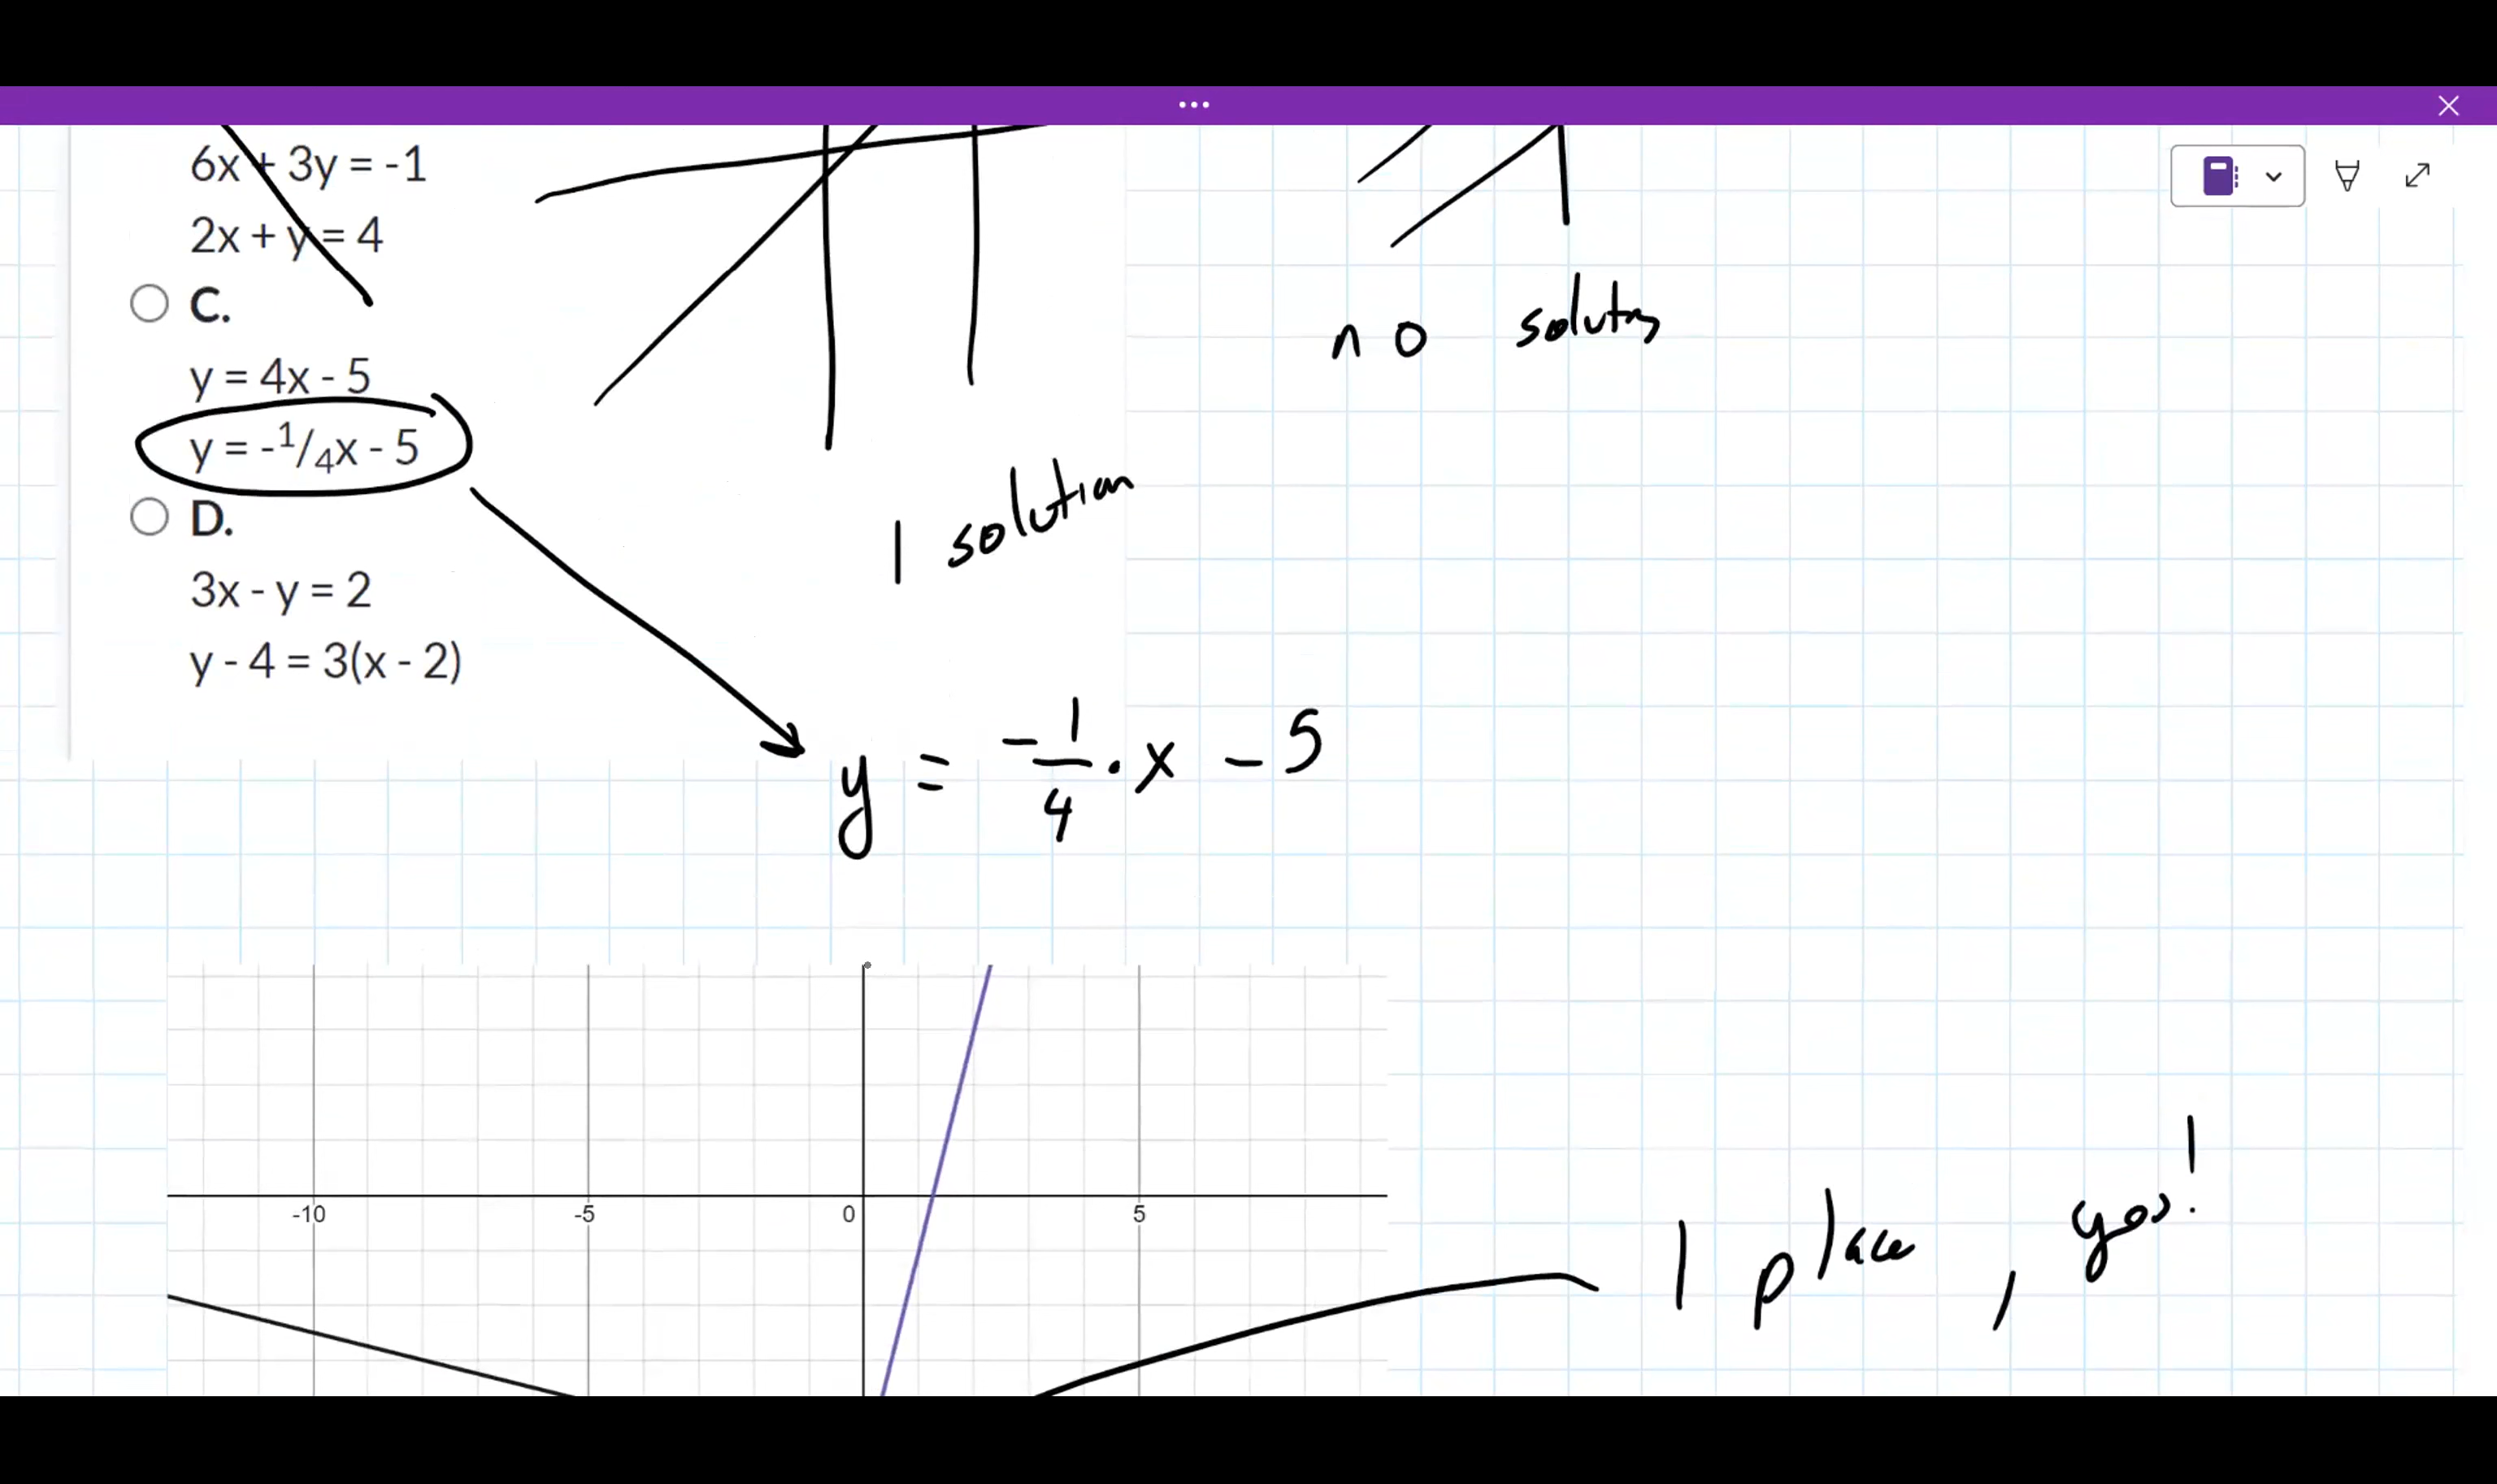 6x + 3y = -1
2x + y = 4
C.
y = 4x - 5
y = -¹/₄x - 5
D.
3x - y = 2
y - 4 = 3(x - 2)
no
1 solution
y = -1/4 · x - 5
-10 -5 0 5
1 place, yes!